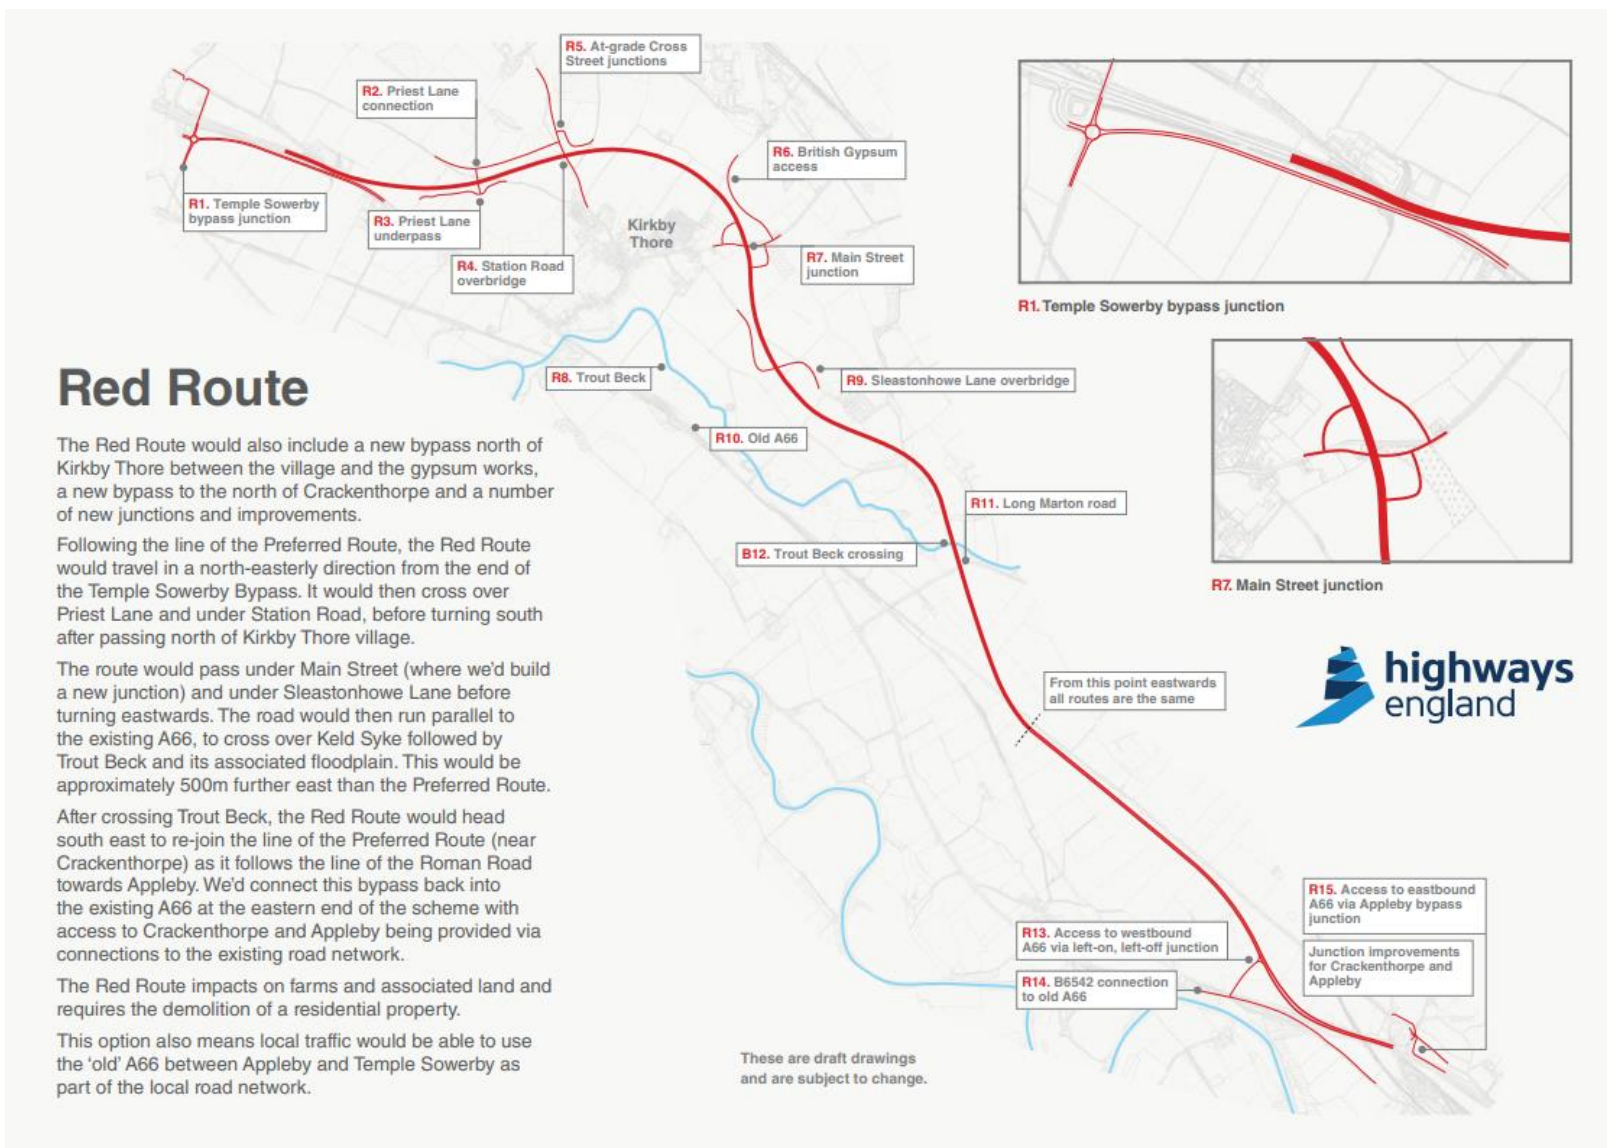 R5. At-grade Cross
Street junctions
R2. Priest Lane
connection
R6. British Gypsum
access
R1. Temple Sowerby
bypass junction
R3. Priest Lane
underpass
Kirkby
Thore
R4. Station Road
overbridge
R7. Main Street
junction
R1. Temple Sowerby bypass junction
R8. Trout Beck
R9. Sleastonhowe Lane overbridge
R10. Old A66
R11. Long Marton road
B12. Trout Beck crossing
R7. Main Street junction
From this point eastwards
all routes are the same
highways
england
R13. Access to westbound
A66 via left-on, left-off junction
R14. B6542 connection
to old A66
R15. Access to eastbound
A66 via Appleby bypass
junction
Junction improvements
for Crackenthorpe and
Appleby
These are draft drawings
and are subject to change.
Red Route
The Red Route would also include a new bypass north of
Kirkby Thore between the village and the gypsum works,
a new bypass to the north of Crackenthorpe and a number
of new junctions and improvements.
Following the line of the Preferred Route, the Red Route
would travel in a north-easterly direction from the end of
the Temple Sowerby Bypass. It would then cross over
Priest Lane and under Station Road, before turning south
after passing north of Kirkby Thore village.
The route would pass under Main Street (where we’d build
a new junction) and under Sleastonhowe Lane before
turning eastwards. The road would then run parallel to
the existing A66, to cross over Keld Syke followed by
Trout Beck and its associated floodplain. This would be
approximately 500m further east than the Preferred Route.
After crossing Trout Beck, the Red Route would head
south east to re-join the line of the Preferred Route (near
Crackenthorpe) as it follows the line of the Roman Road
towards Appleby. We’d connect this bypass back into
the existing A66 at the eastern end of the scheme with
access to Crackenthorpe and Appleby being provided via
connections to the existing road network.
The Red Route impacts on farms and associated land and
requires the demolition of a residential property.
This option also means local traffic would be able to use
the ‘old’ A66 between Appleby and Temple Sowerby as
part of the local road network.